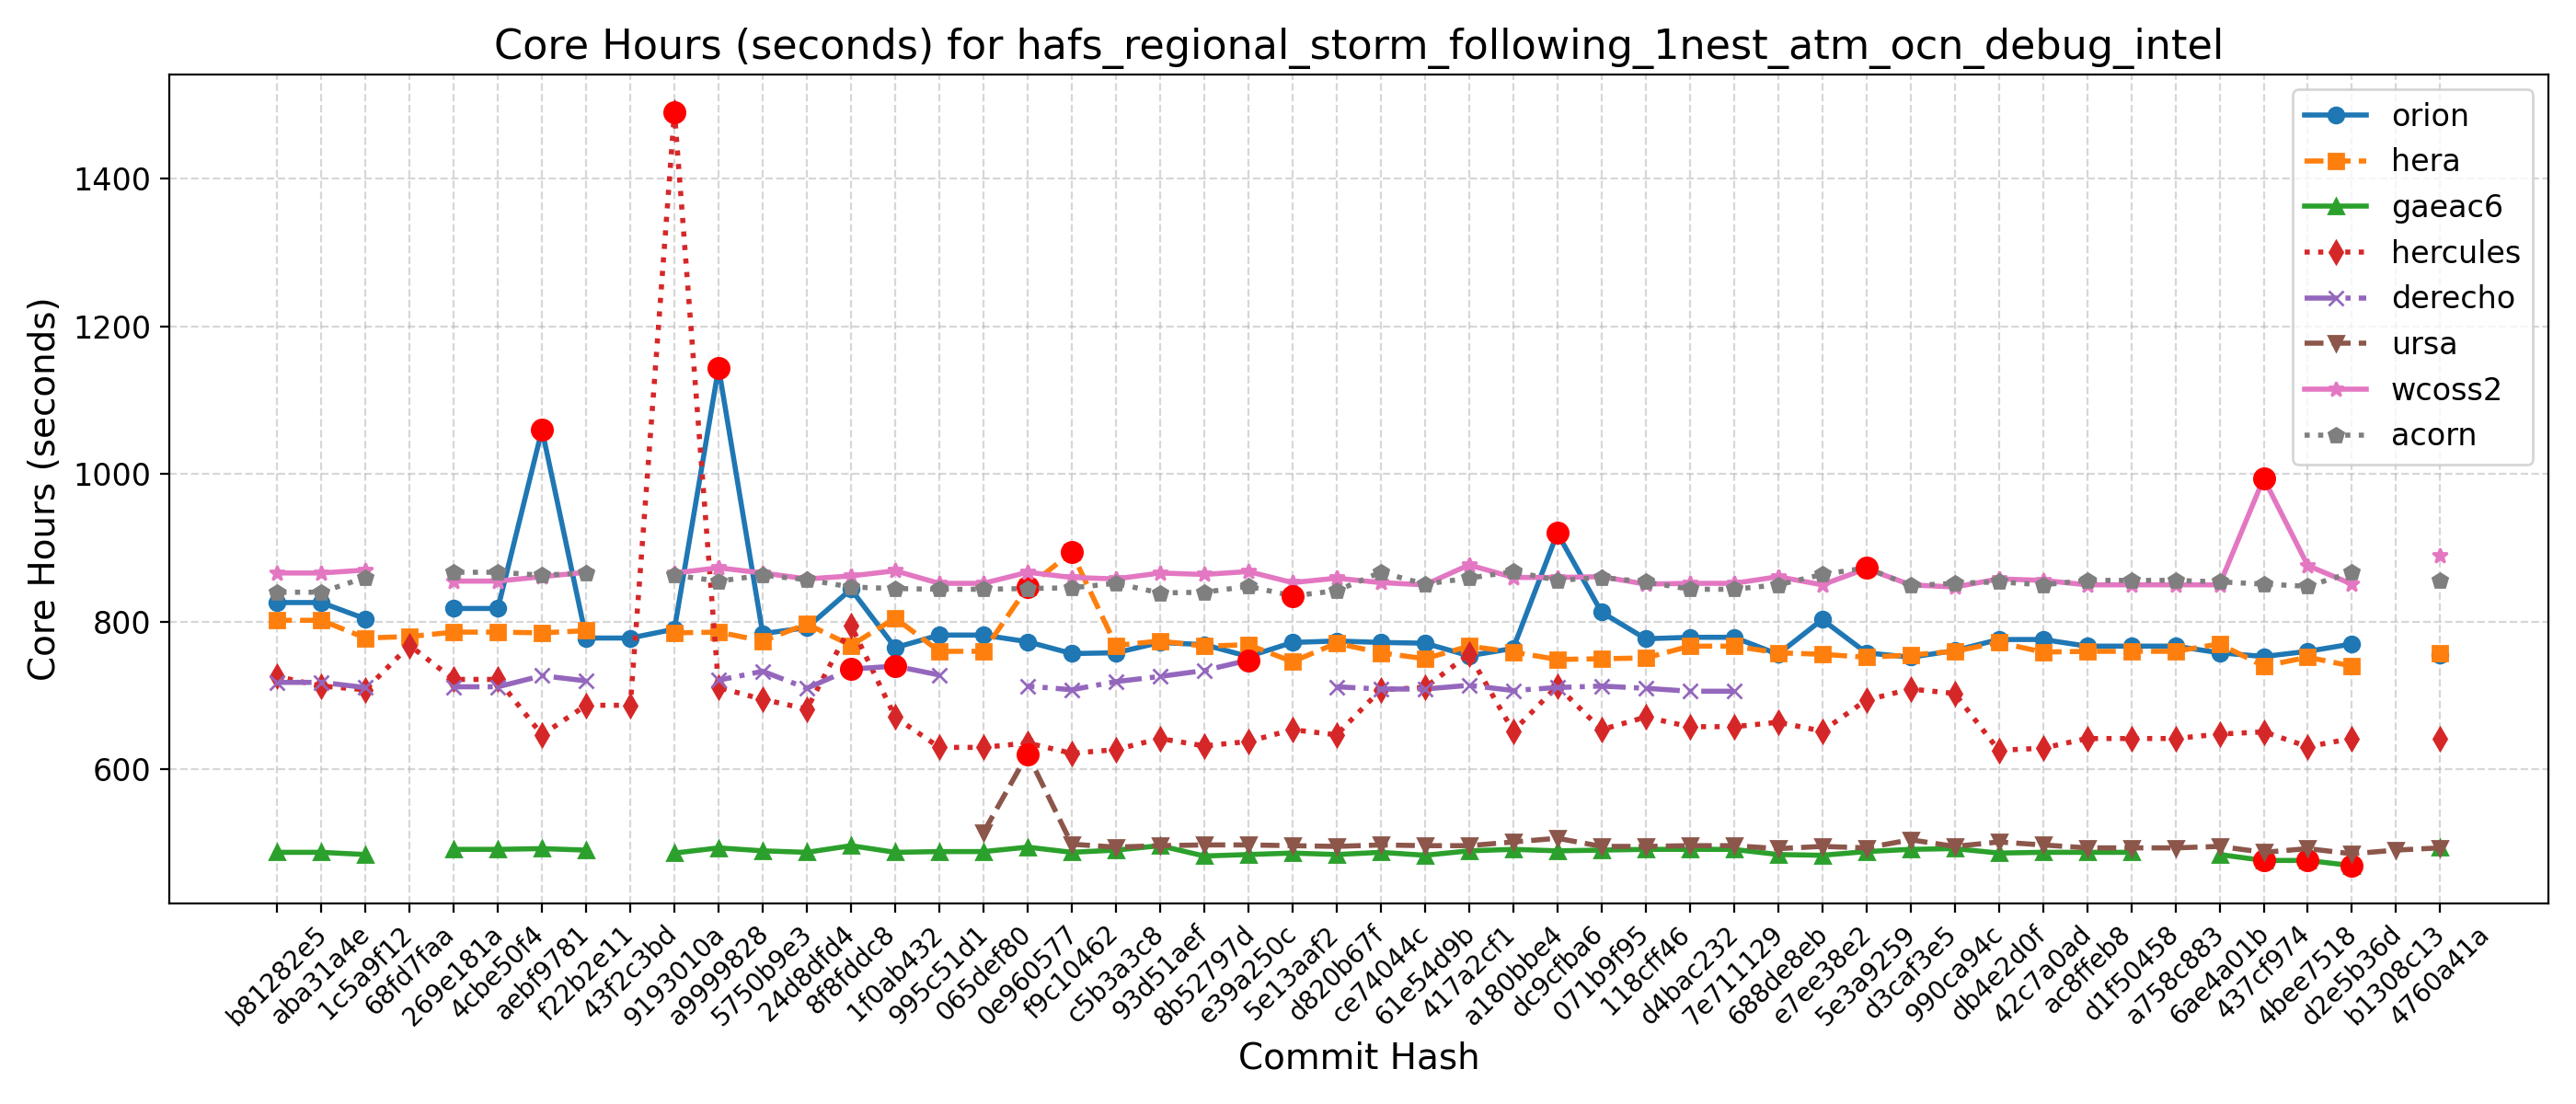 Core Hours (seconds) for hafs_regional_storm_following_1nest_atm_ocn_debug_intel
Core Hours (seconds)
1400
1200
1000
800
600
orion
hera
gaeac6
hercules
derecho
ursa
wcoss2
acorn
b81282e5
aba31a4e
1c5a9f12
68fd7faa
269e181a
4cbe50f4
aebf9781
f22b2e11
43f2c3bd
9193010a
a9999828
5750b9e3
24d8dfd4
8f8fddc8
1f0ab432
995c51d1
065def80
0e960577
f9c10462
c5b3a3c8
93d51aef
8b52797d
e39a250c
5e13aaf2
d820b67f
ce74044c
61e54d9b
417a2cf1
a180bbe4
dc9cfba6
071b9f95
118cff46
d4bac232
7e711129
688de8eb
e7ee38e2
5e3a9259
d3caf3e5
990ca94c
db4e2d0f
42c7a0ad
ac8ffeb8
d1f50458
a758c883
6ae4a01b
437cf974
4bee7518
d2e5b36d
b1308c13
4760a41a
Commit Hash